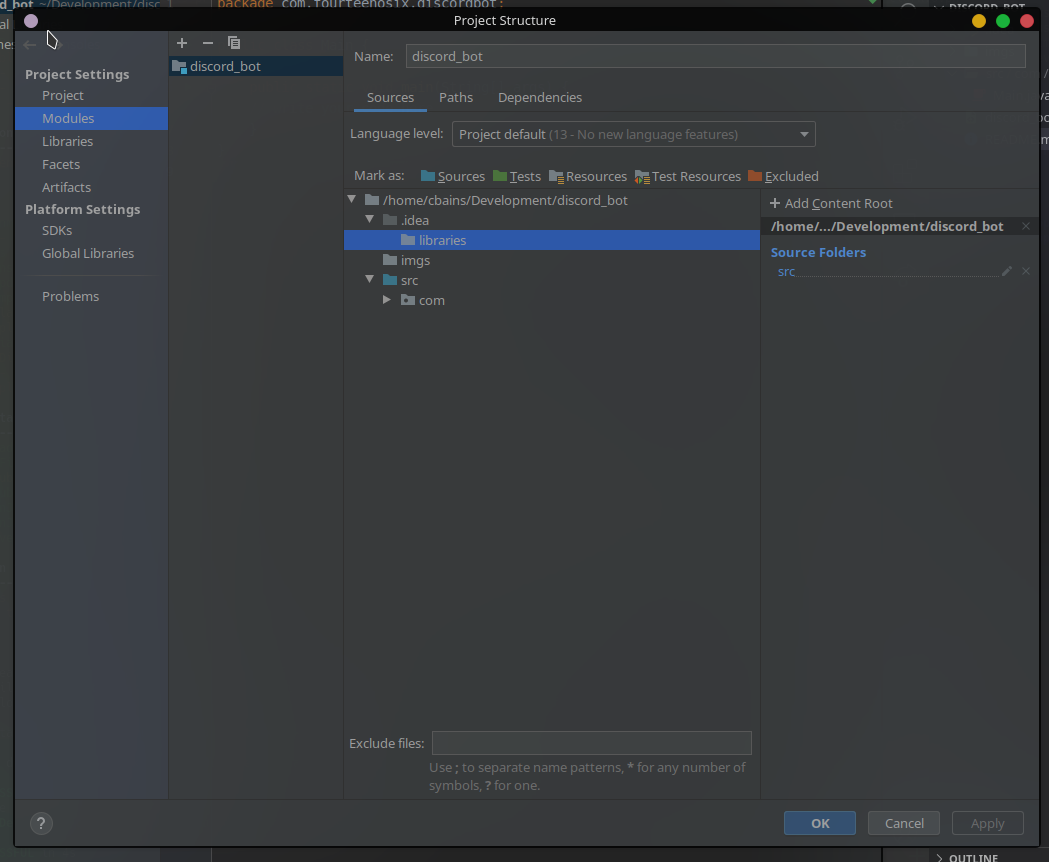 d_bot ~/Development/disc
package com.fourteenosix.discordbot;
DISCORD_BOT
Project Structure
Project Settings
Project
Modules
Libraries
Facets
Artifacts
Platform Settings
SDKs
Global Libraries
Problems
discord_bot
Name: discord_bot
Sources Paths Dependencies
Language level: Project default (13 - No new language features)
Mark as: Sources Tests Resources Test Resources Excluded
/home/cbains/Development/discord_bot
.idea
libraries
imgs
src
com
+ Add Content Root
/home/.../Development/discord_bot
Source Folders
src
Exclude files:
Use ; to separate name patterns, * for any number of
symbols, ? for one.
?
OK Cancel Apply
OUTLINE